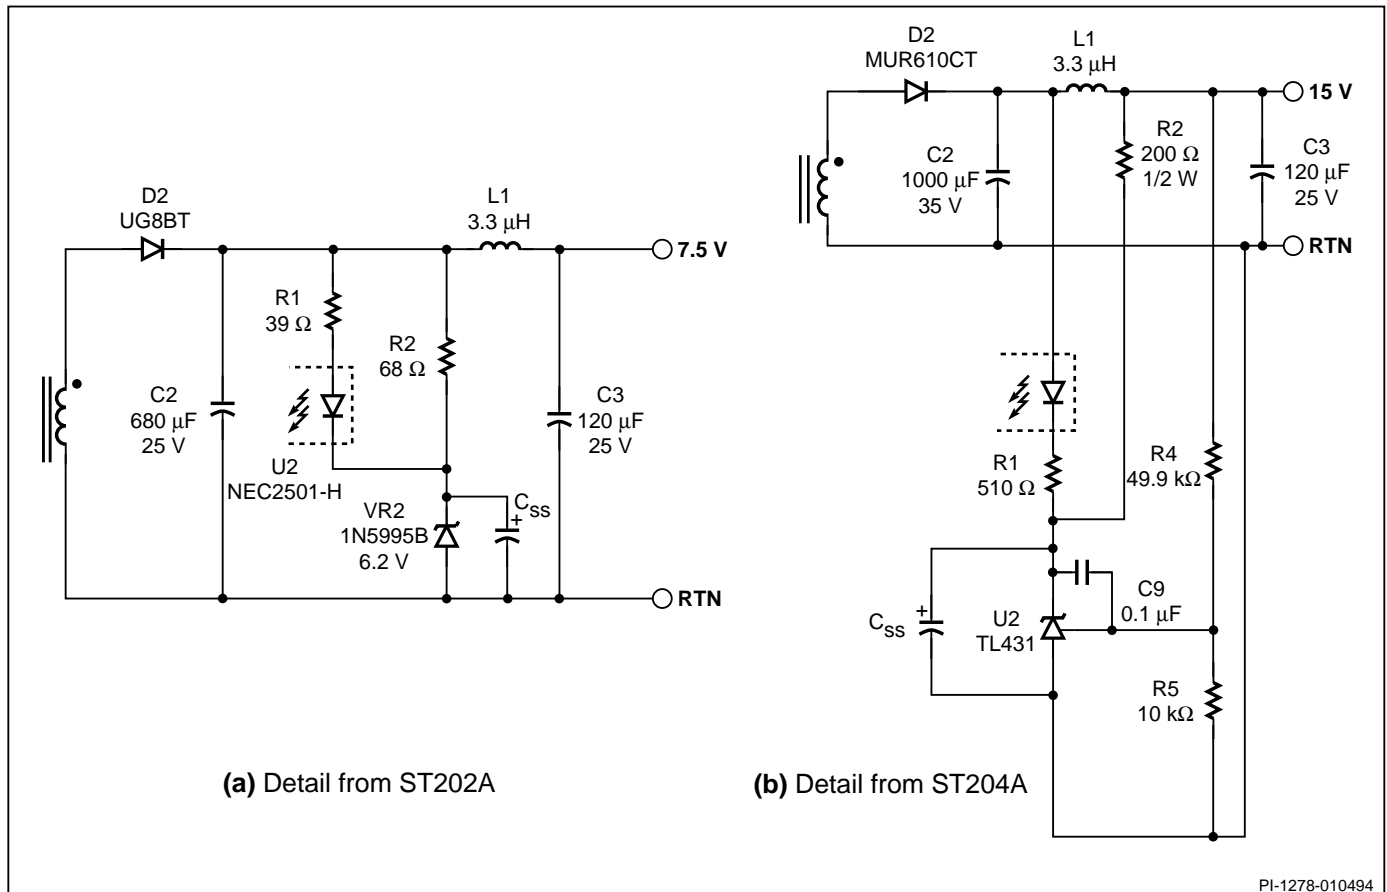 D2
MUR610CT
L1
3.3 µH
15 V
R2
200 Ω
1/2 W
C2
1000 µF
35 V
C3
120 µF
25 V
RTN
D2
UG8BT
L1
3.3 µH
7.5 V
R1
39 Ω
R2
68 Ω
C2
680 µF
25 V
C3
120 µF
25 V
U2
NEC2501-H
VR2
1N5995B
6.2 V
CSS
+
RTN
R1
510 Ω
R4
49.9 kΩ
C9
0.1 µF
U2
TL431
CSS
+
R5
10 kΩ
(a) Detail from ST202A
(b) Detail from ST204A
PI-1278-010494